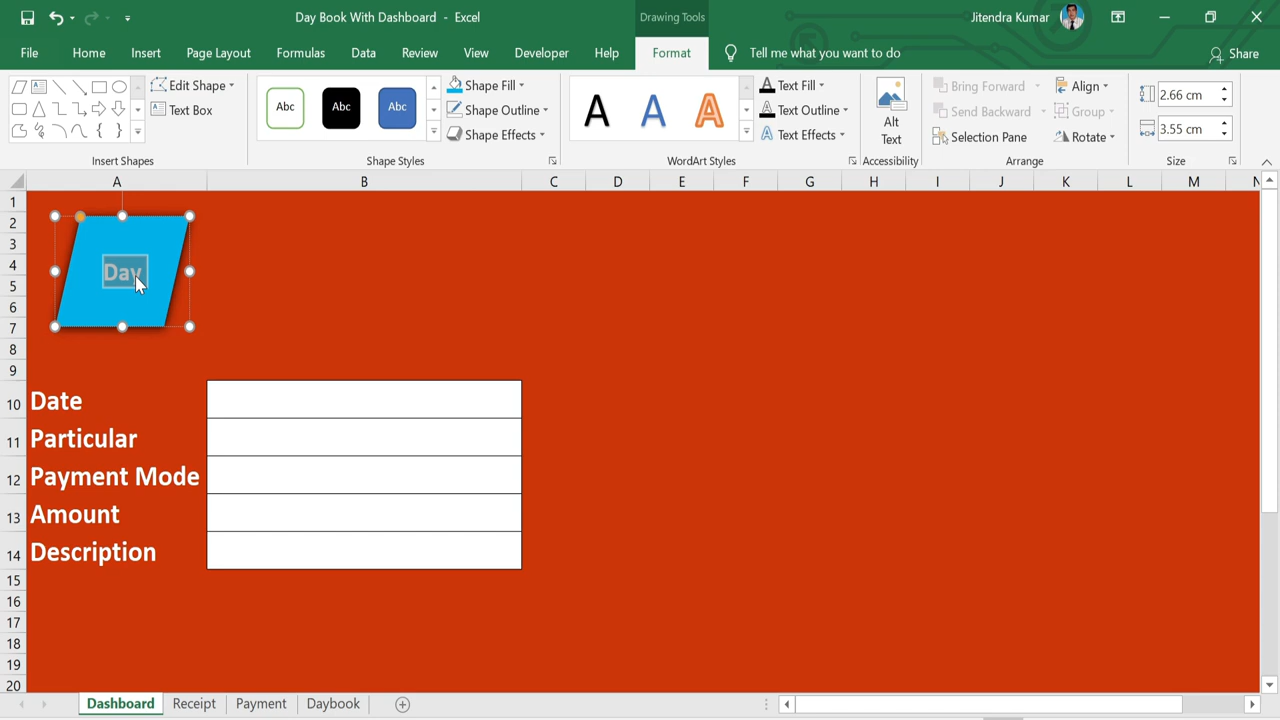 Day Book With Dashboard - Excel
Drawing Tools
Jitendra Kumar
File Home Insert Page Layout Formulas Data Review View Developer Help Format Tell me what you want to do Share
Edit Shape
Text Box
Insert Shapes
Abc Abc Abc
Shape Fill
Shape Outline
Shape Effects
Shape Styles
A A A
Text Fill
Text Outline
Text Effects
WordArt Styles
Alt
Text
Accessibility
Bring Forward
Send Backward
Selection Pane
Align
Group
Rotate
Arrange
2.66 cm
3.55 cm
Size
A B C D E F G H I J K L M N
1
2
3
4
5
6
7
8
9
10
11
12
13
14
15
16
17
18
19
20
Day
Date
Particular
Payment Mode
Amount
Description
Dashboard Receipt Payment Daybook